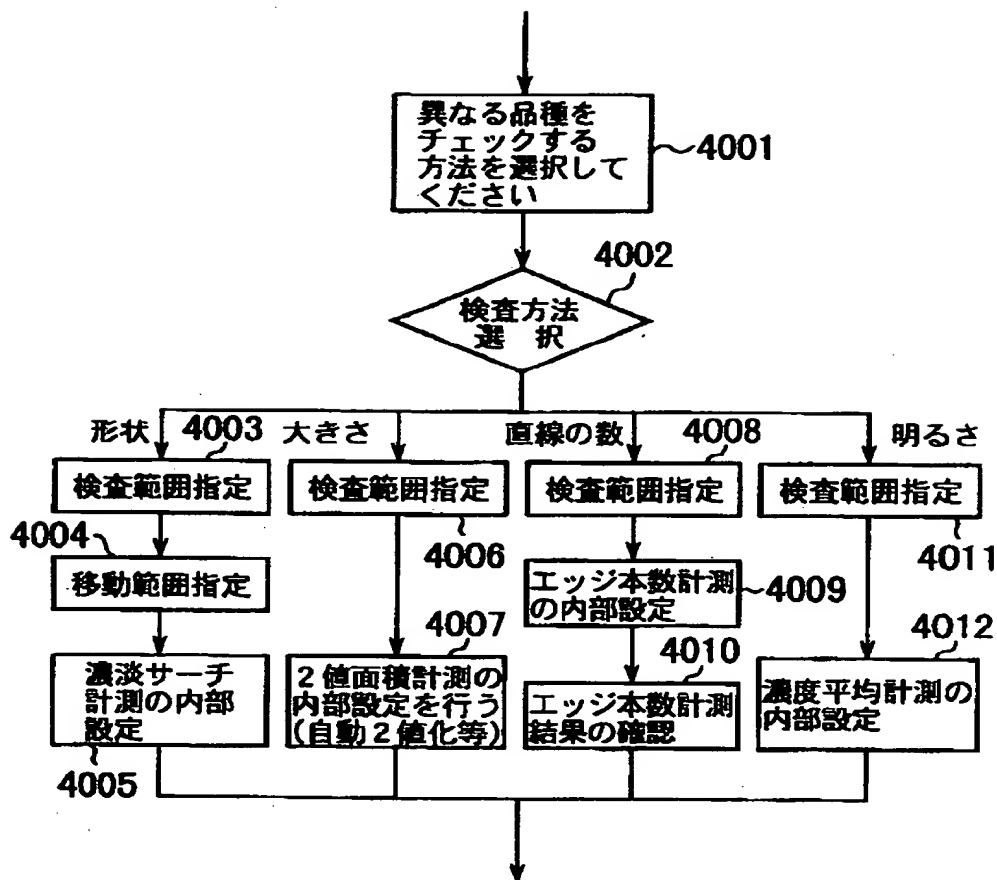 異なる品種を
チェックする
方法を選択して
ください
4001
4002
検査方法
選 択
形状
4003
大きさ
直線の数
4008
明るさ
検査範囲指定
検査範囲指定
検査範囲指定
検査範囲指定
4004
4006
4011
移動範囲指定
エッジ本数計測
の内部設定
4009
4007
4010
4012
濃淡サーチ
計測の内部
設定
2値面積計測の
内部設定を行う
(自動2値化等)
エッジ本数計測
結果の確認
濃度平均計測の
内部設定
4005